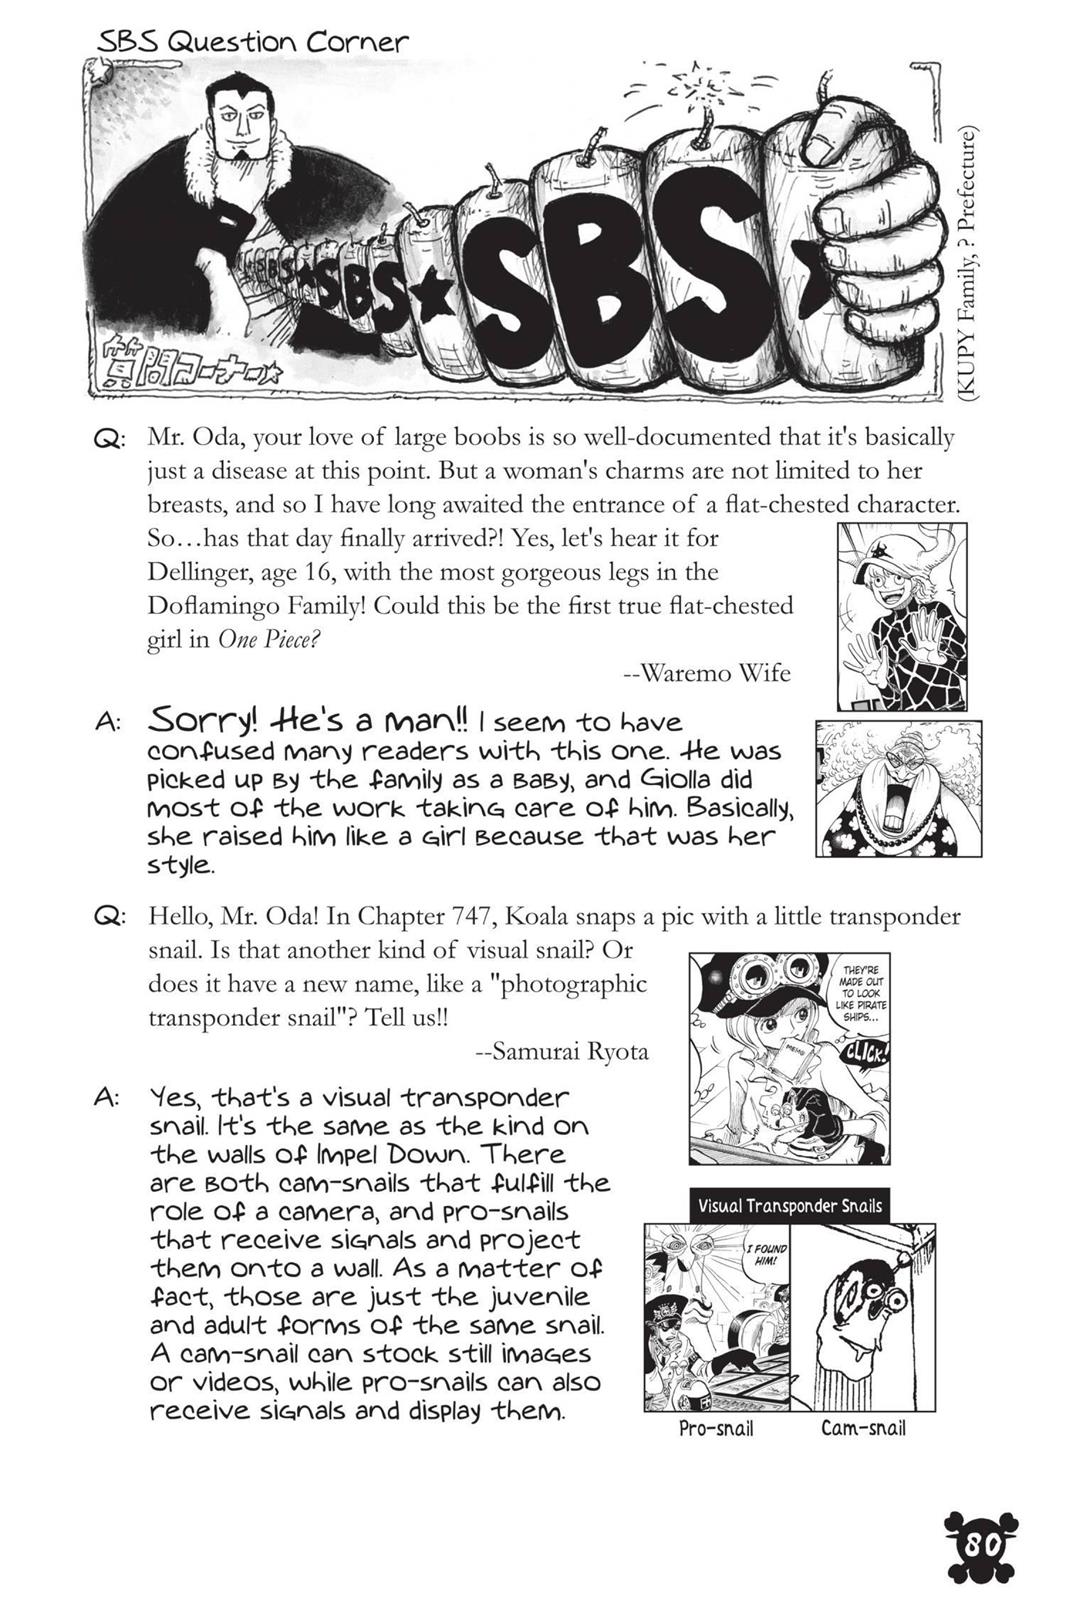 SBS Question Corner
SBS★SBS★SBS★
質問コーナー☆
(KUPY Family, ? Prefecture)
Q: Mr. Oda, your love of large boobs is so well-documented that it's basically
just a disease at this point. But a woman's charms are not limited to her
breasts, and so I have long awaited the entrance of a flat-chested character.
So...has that day finally arrived?! Yes, let's hear it for
Dellinger, age 16, with the most gorgeous legs in the
Doflamingo Family! Could this be the first true flat-chested
girl in One Piece?
--Waremo Wife
A: Sorry! He's a man!! I seem to have
confused many readers with this one. He was
picked up by the family as a baby, and Giolla did
most of the work taking care of him. Basically,
she raised him like a girl because that was her
style.
Q: Hello, Mr. Oda! In Chapter 747, Koala snaps a pic with a little transponder
snail. Is that another kind of visual snail? Or
does it have a new name, like a "photographic
transponder snail"? Tell us!!
--Samurai Ryota
THEY'RE
MADE OUT
TO LOOK
LIKE PIRATE
SHIPS...
CLICK!
MEMO
A: Yes, that's a visual transponder
snail. It's the same as the kind on
the walls of Impel Down. There
are both cam-snails that fulfill the
role of a camera, and pro-snails
that receive signals and project
them onto a wall. As a matter of
fact, those are just the juvenile
and adult forms of the same snail.
A cam-snail can stock still images
or videos, while pro-snails can also
receive signals and display them.
Visual Transponder Snails
I FOUND
HIM!
Pro-snail
Cam-snail
80